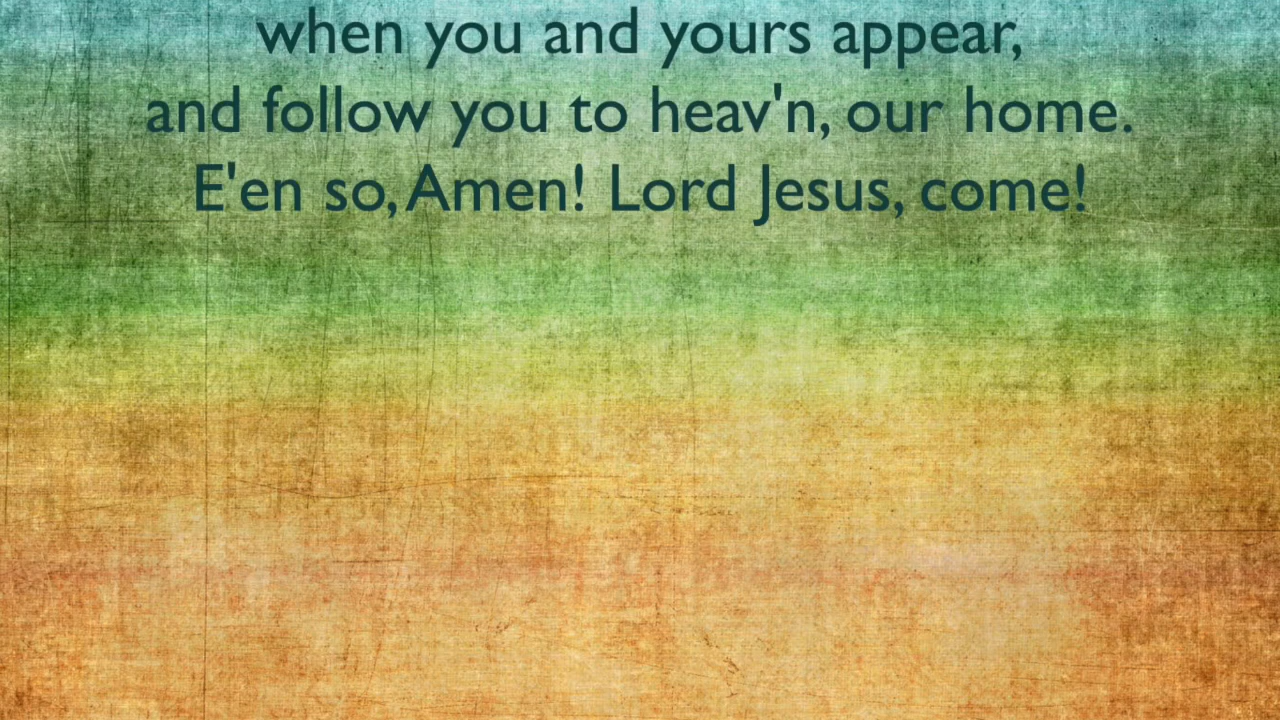 when you and yours appear,
and follow you to heav'n, our home.
E'en so, Amen! Lord Jesus, come!